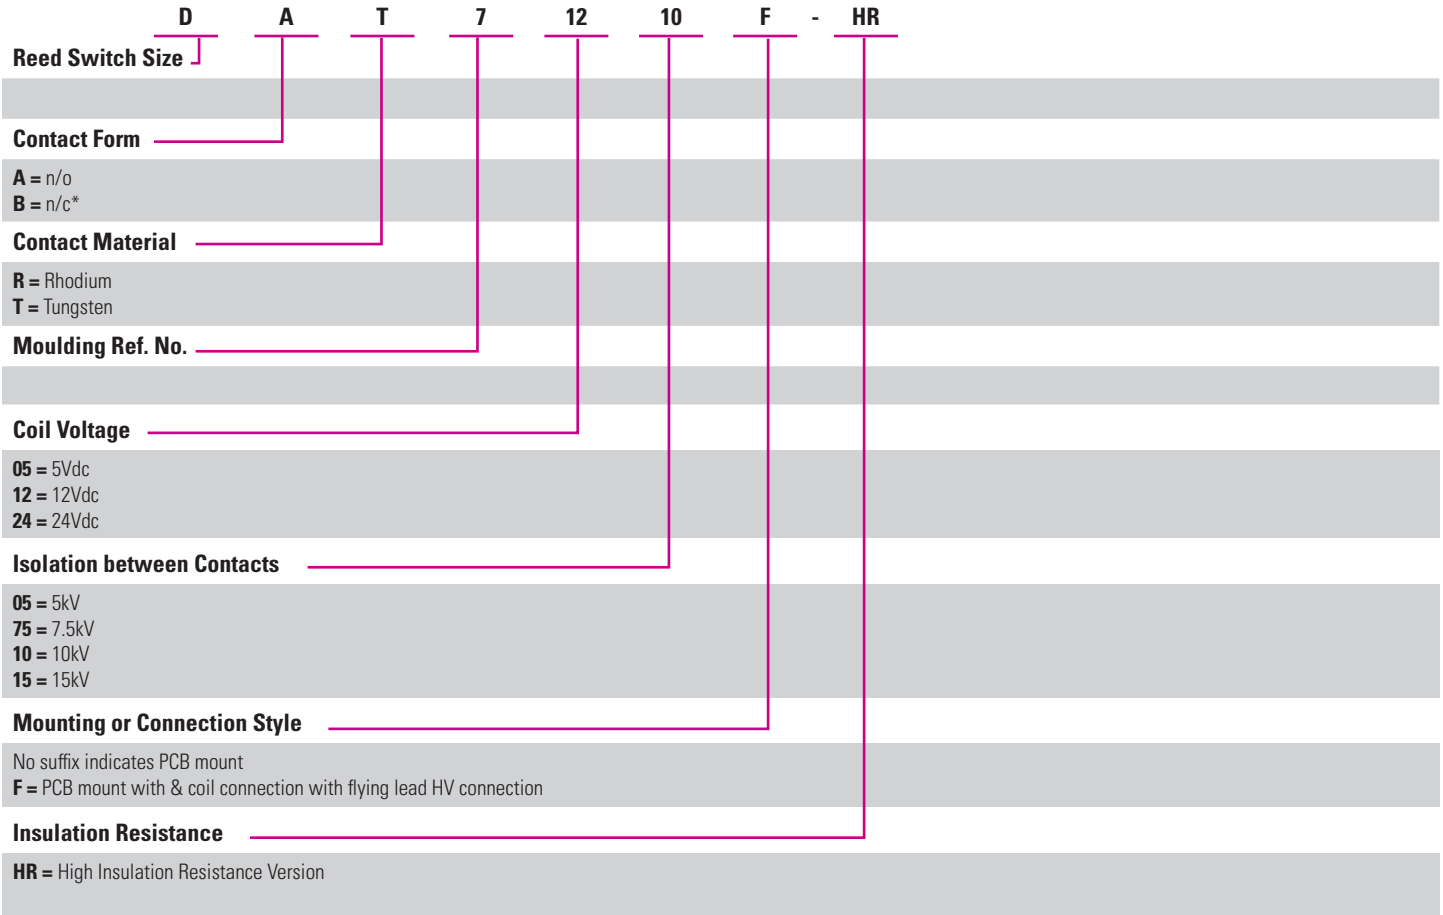 D A T 7 12 10 F - HR
Reed Switch Size
Contact Form
A = n/o
B = n/c*
Contact Material
R = Rhodium
T = Tungsten
Moulding Ref. No.
Coil Voltage
05 = 5Vdc
12 = 12Vdc
24 = 24Vdc
Isolation between Contacts
05 = 5kV
75 = 7.5kV
10 = 10kV
15 = 15kV
Mounting or Connection Style
No suffix indicates PCB mount
F = PCB mount with & coil connection with flying lead HV connection
Insulation Resistance
HR = High Insulation Resistance Version